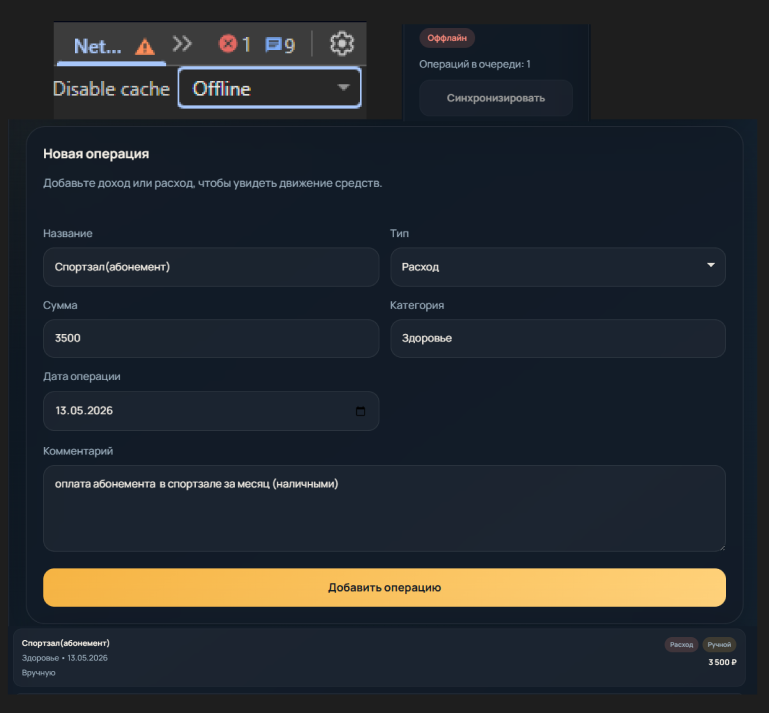 Net...
1
9
Disable cache
Offline
Оффлайн
Операций в очереди: 1
Синхронизировать
Новая операция
Добавьте доход или расход, чтобы увидеть движение средств.
Название
Тип
Спортзал(абонемент)
Расход
Сумма
Категория
3500
Здоровье
Дата операции
13.05.2026
Комментарий
оплата абонемента в спортзале за месяц (наличными)
Добавить операцию
Спортзал(абонемент)
Расход
Ручной
Здоровье • 13.05.2026
3 500 ₽
Вручную